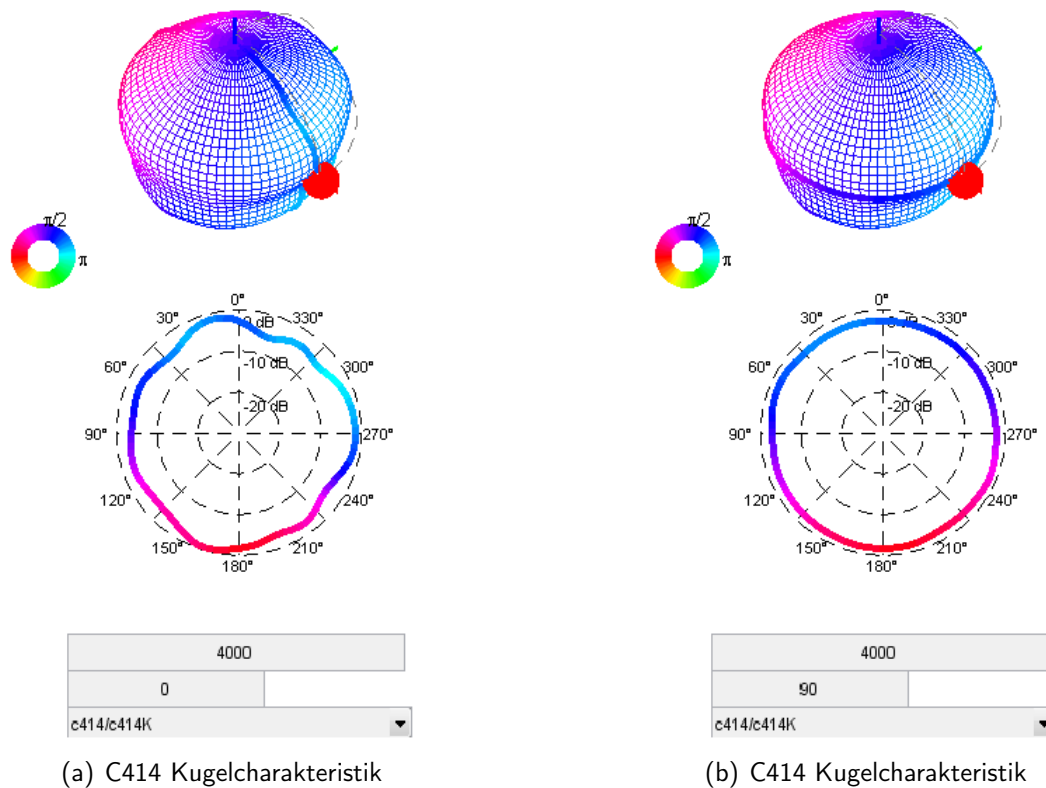 π/2
π
0°
30°
330°
0 dB
60°
300°
-10 dB
-20 dB
90°
270°
120°
240°
150°
210°
180°
4000
0
c414/c414K
(a) C414 Kugelcharakteristik
π/2
π
0°
30°
330°
0 dB
60°
300°
-10 dB
-20 dB
90°
270°
120°
240°
150°
210°
180°
4000
90
c414/c414K
(b) C414 Kugelcharakteristik